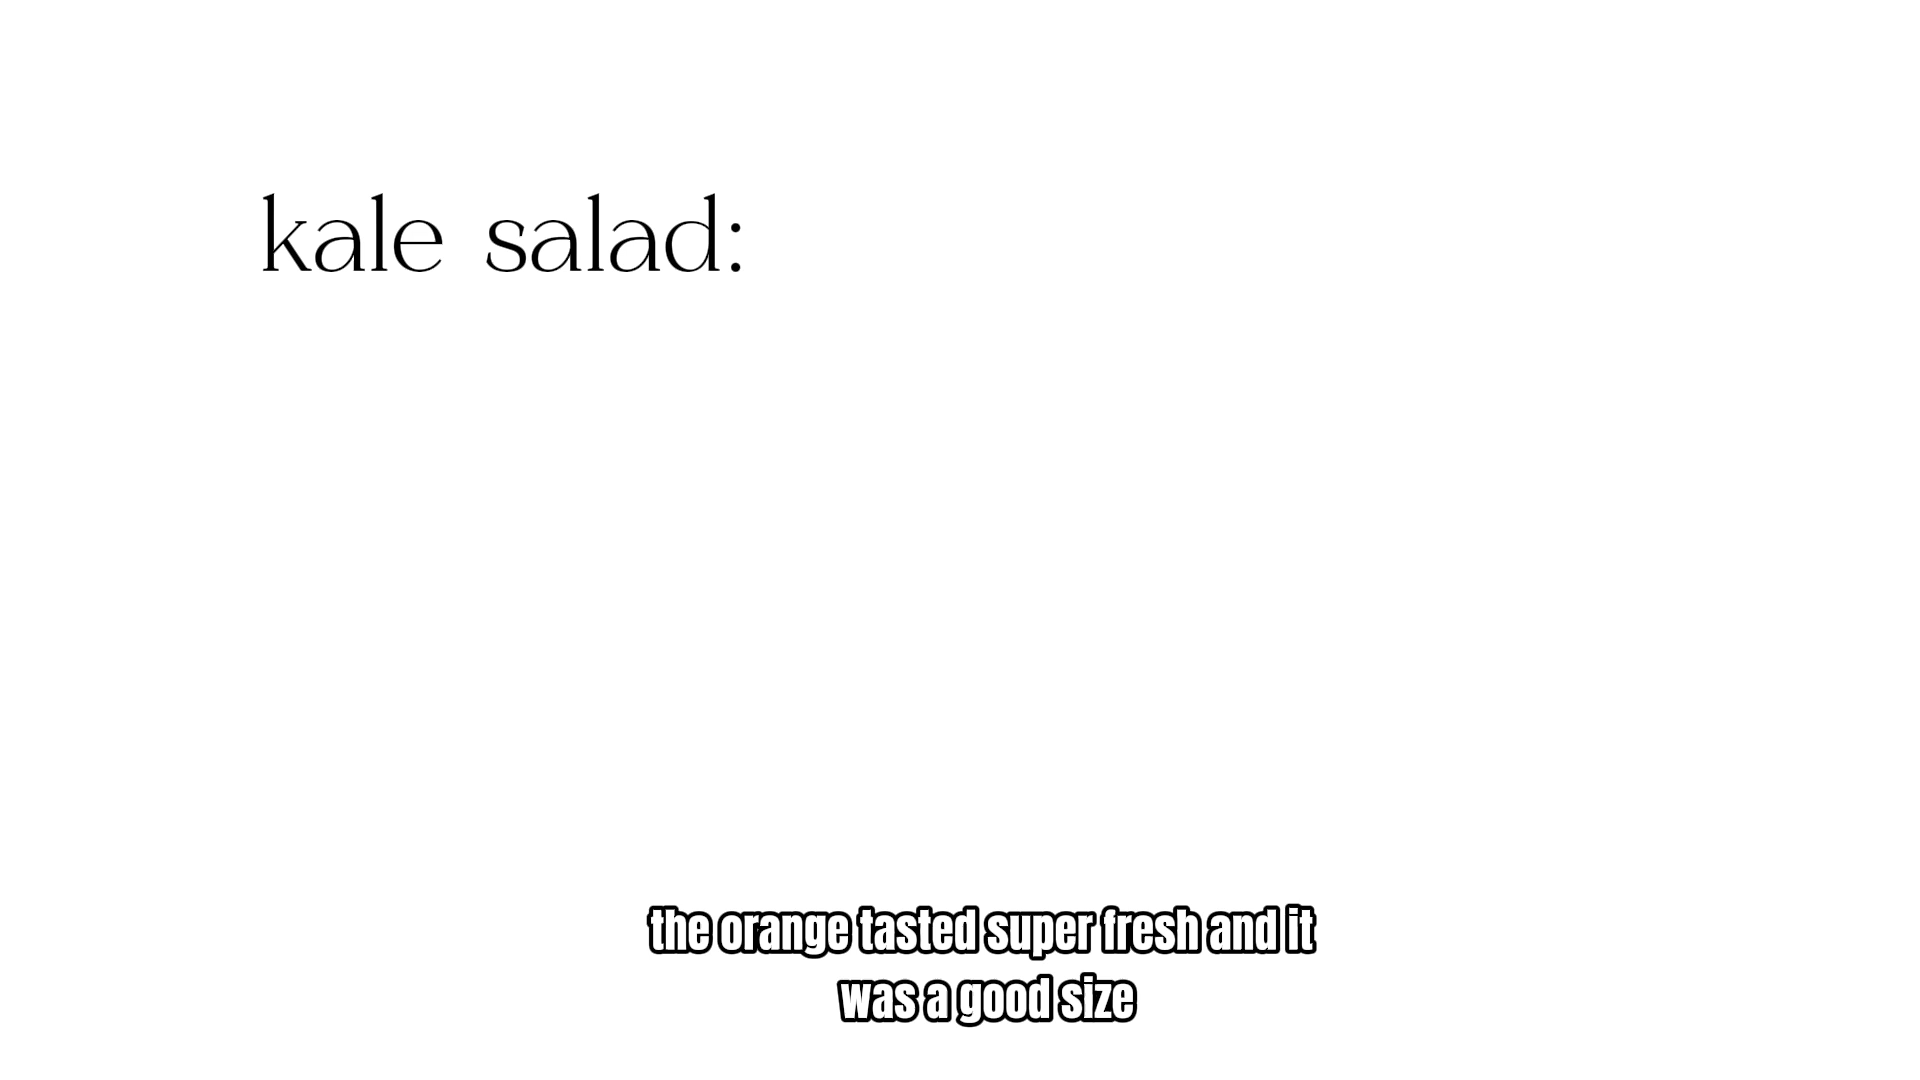 kale salad:
the orange tasted super fresh and it
was a good size